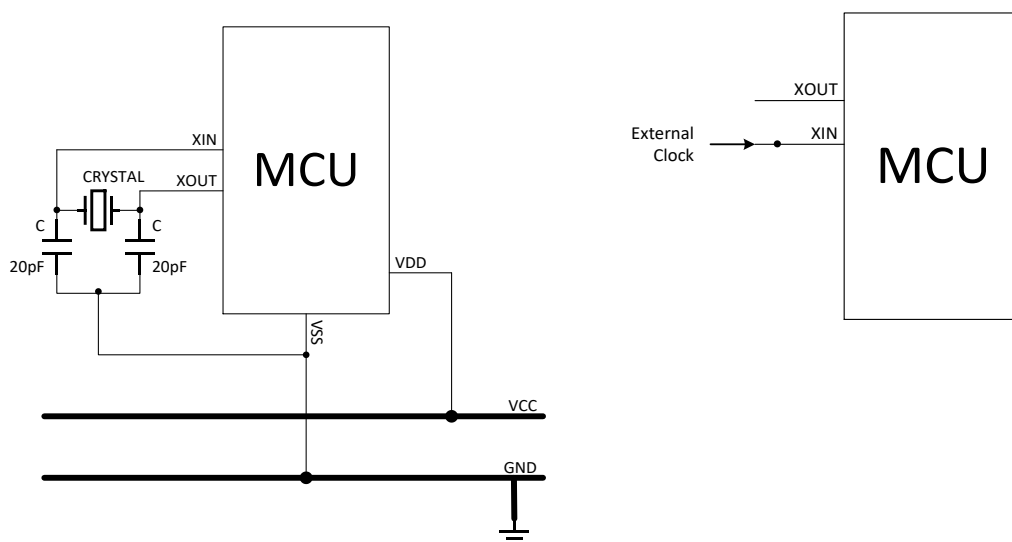 XIN
MCU
CRYSTAL
XOUT
C
C
20pF
20pF
VDD
VSS
VCC
GND
XOUT
External
Clock
XIN
MCU